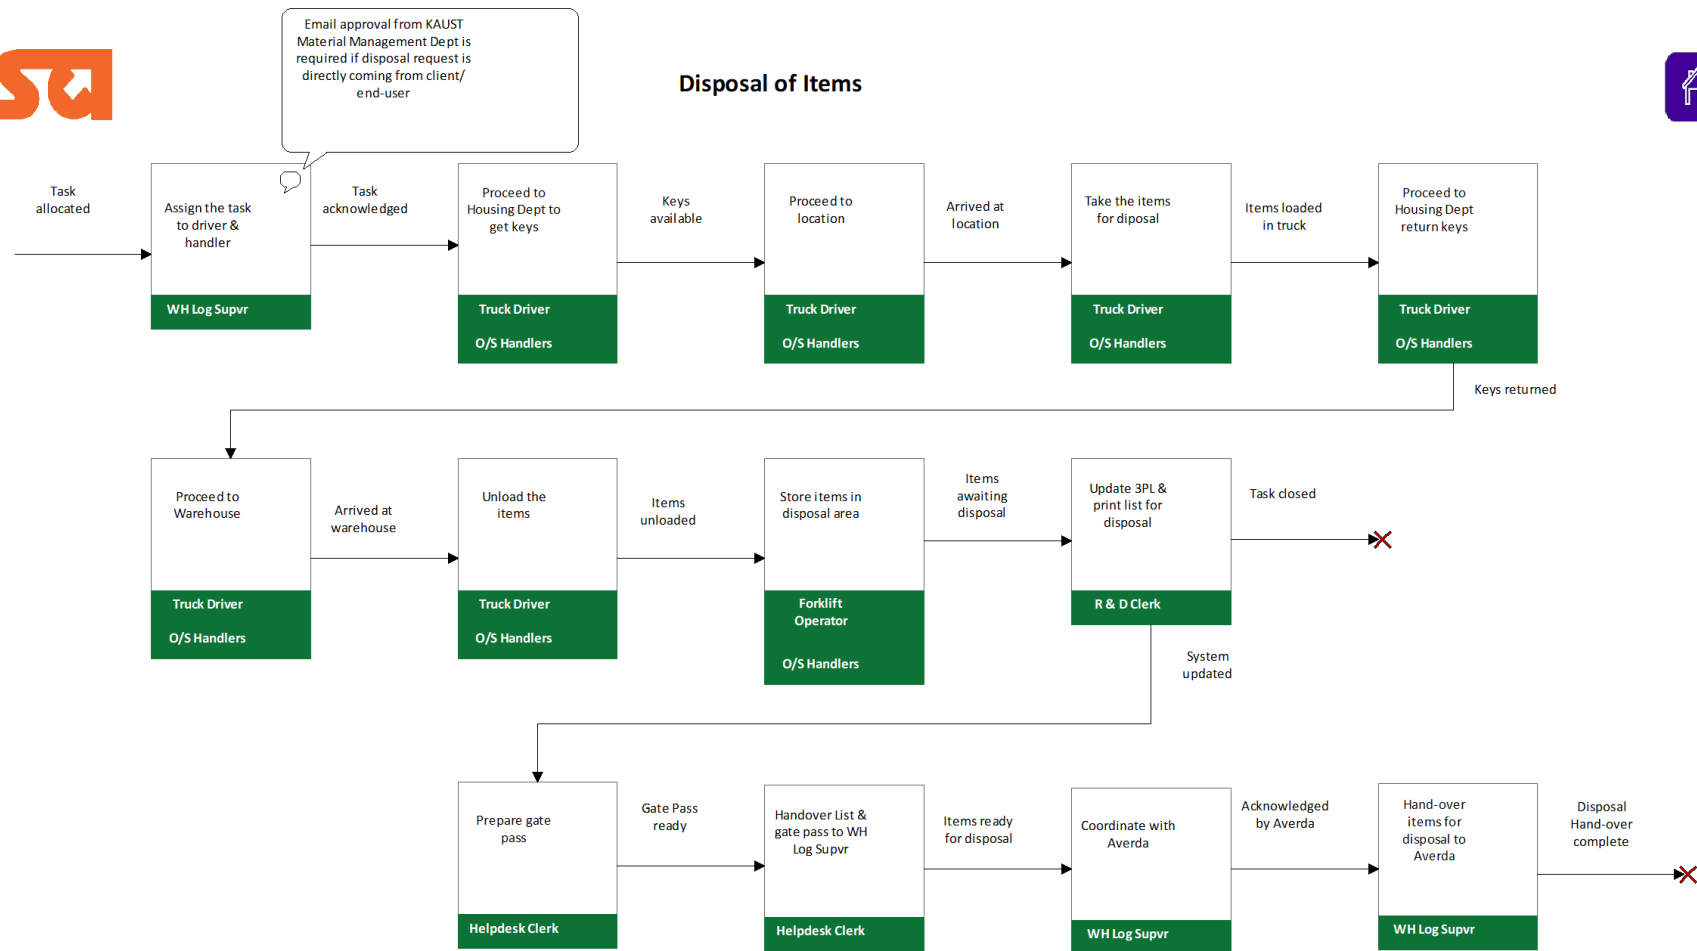 Email approval from KAUST
Material Management Dept is
required if disposal request is
directly coming from client/
end-user
sa
Disposal of Items
Task
allocated
Assign the task
to driver &
handler
WH Log Supvr
Task
acknowledged
Proceed to
Housing Dept to
get keys
Truck Driver
O/S Handlers
Keys
available
Proceed to
location
Truck Driver
O/S Handlers
Arrived at
location
Take the items
for diposal
Truck Driver
O/S Handlers
Items loaded
in truck
Proceed to
Housing Dept
return keys
Truck Driver
O/S Handlers
Keys returned
Proceed to
Warehouse
Truck Driver
O/S Handlers
Arrived at
warehouse
Unload the
items
Truck Driver
O/S Handlers
Items
unloaded
Store items in
disposal area
Forklift
Operator
O/S Handlers
Items
awaiting
disposal
Update 3PL &
print list for
disposal
R & D Clerk
Task closed
System
updated
Prepare gate
pass
Helpdesk Clerk
Gate Pass
ready
Handover List &
gate pass to WH
Log Supvr
Helpdesk Clerk
Items ready
for disposal
Coordinate with
Averda
WH Log Supvr
Acknowledged
by Averda
Hand-over
items for
disposal to
Averda
WH Log Supvr
Disposal
Hand-over
complete